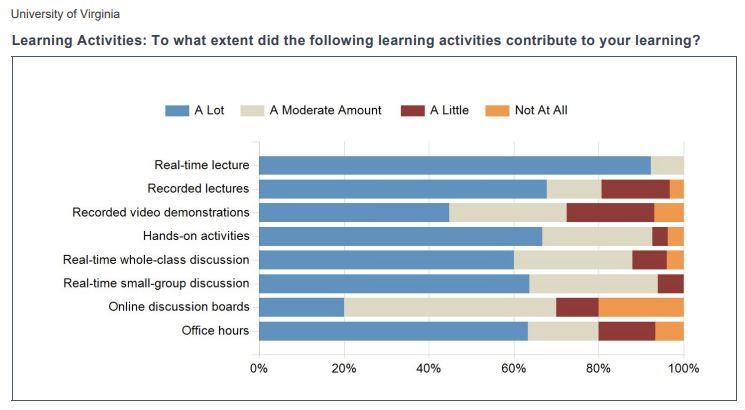 University of Virginia
Learning Activities: To what extent did the following learning activities contribute to your learning?
A Lot A Moderate Amount A Little Not At All
Real-time lecture
Recorded lectures
Recorded video demonstrations
Hands-on activities
Real-time whole-class discussion
Real-time small-group discussion
Online discussion boards
Office hours
0% 20% 40% 60% 80% 100%